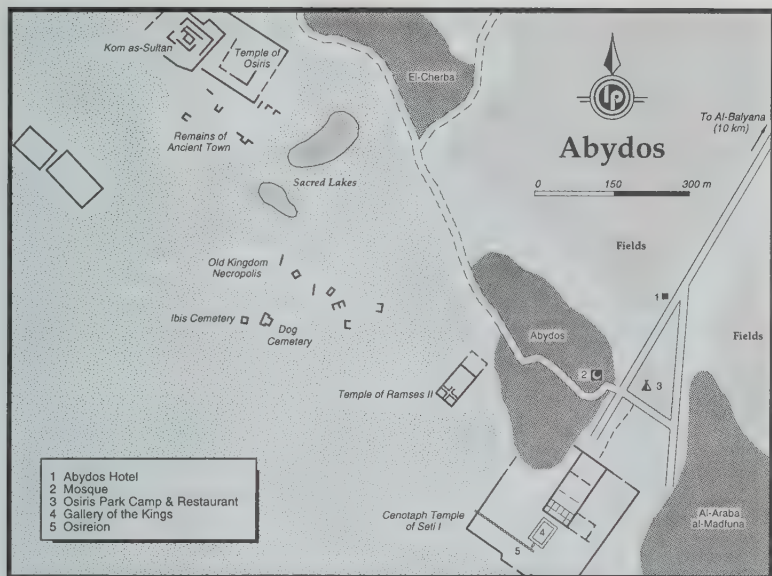 Kom as-Sultan
Temple of
Osiris
Remains of
Ancient Town
Sacred Lakes
El-Cherba
LP
Abydos
To Al-Balyana
(10 km)
0 150 300 m
Fields
Old Kingdom
Necropolis
Ibis Cemetery
Dog
Cemetery
Abydos
1
Fields
2
3
Temple of Ramses II
Cenotaph Temple
of Seti I
4
5
Al-Araba
al-Madfuna
1 Abydos Hotel
2 Mosque
3 Osiris Park Camp & Restaurant
4 Gallery of the Kings
5 Osireion